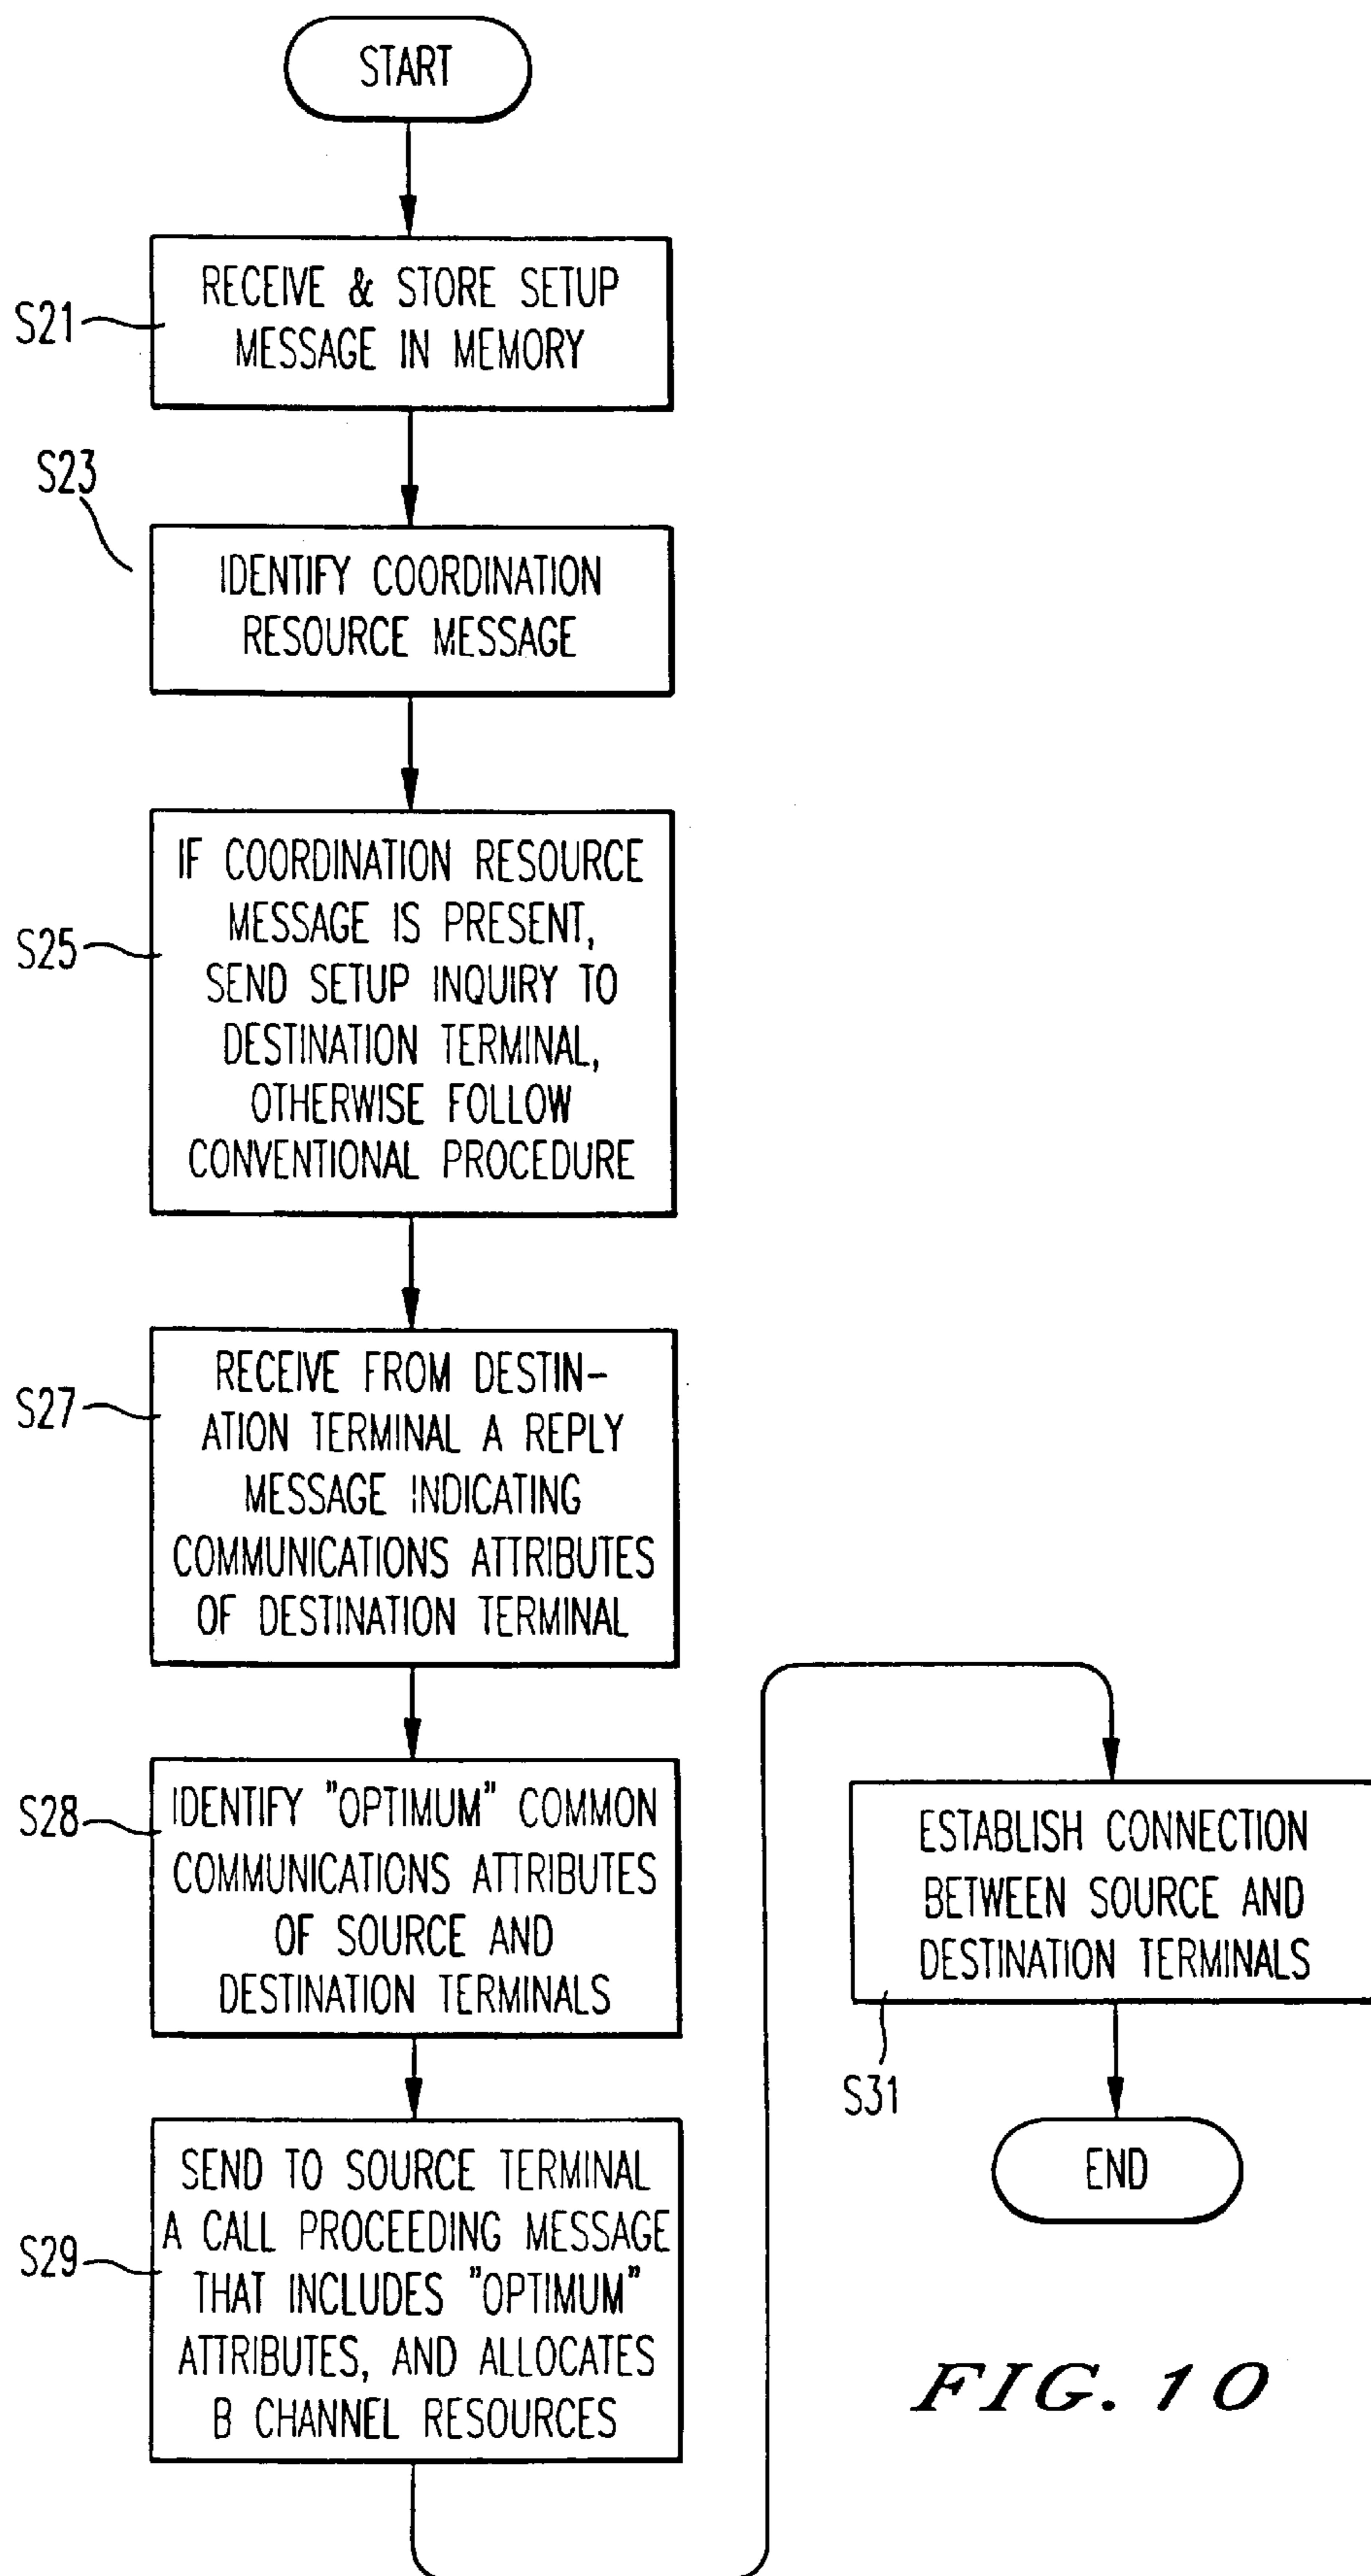 START
S21
RECEIVE & STORE SETUP
MESSAGE IN MEMORY
S23
IDENTIFY COORDINATION
RESOURCE MESSAGE
S25
IF COORDINATION RESOURCE
MESSAGE IS PRESENT,
SEND SETUP INQUIRY TO
DESTINATION TERMINAL,
OTHERWISE FOLLOW
CONVENTIONAL PROCEDURE
S27
RECEIVE FROM DESTIN-
ATION TERMINAL A REPLY
MESSAGE INDICATING
COMMUNICATIONS ATTRIBUTES
OF DESTINATION TERMINAL
S28
IDENTIFY "OPTIMUM" COMMON
COMMUNICATIONS ATTRIBUTES
OF SOURCE AND
DESTINATION TERMINALS
S29
SEND TO SOURCE TERMINAL
A CALL PROCEEDING MESSAGE
THAT INCLUDES "OPTIMUM"
ATTRIBUTES, AND ALLOCATES
B CHANNEL RESOURCES
ESTABLISH CONNECTION
BETWEEN SOURCE AND
DESTINATION TERMINALS
S31
END
FIG. 10